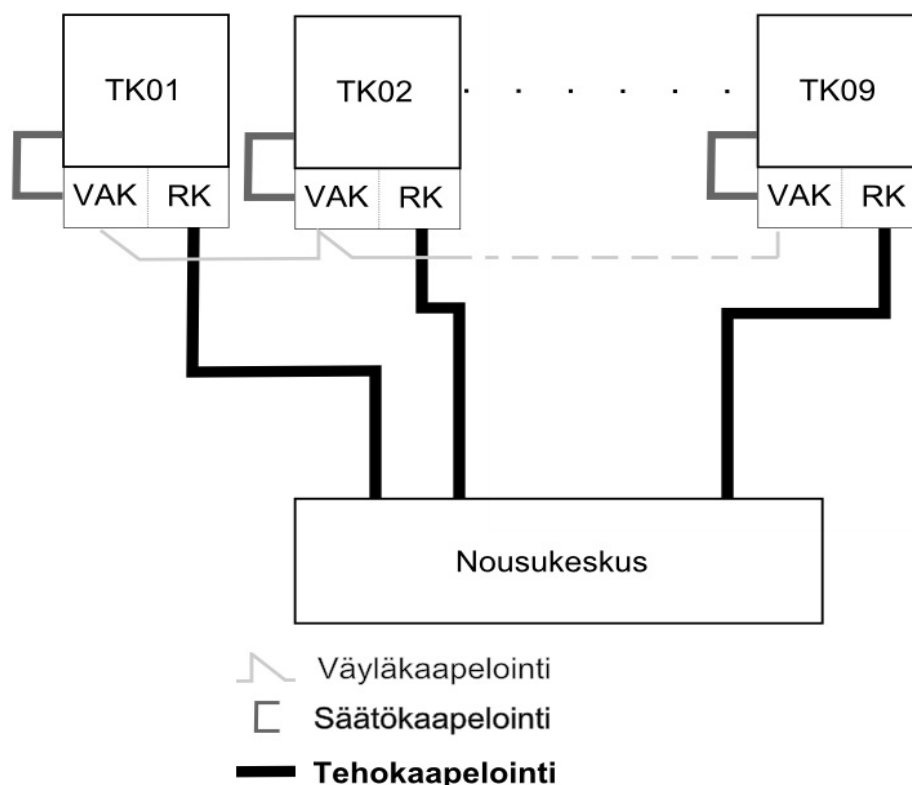 TK01 TK02 . . . . . . TK09
VAK RK VAK RK VAK RK
Nousukeskus
Väyläkaapelointi
Säätökaapelointi
Tehokaapelointi